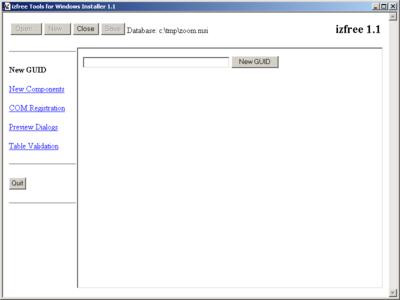 izfree Tools for Windows Installer 1.1
Open New Close Save Database: c:\tmp\zoom.msi izfree 1.1
New GUID
New GUID
New Components
COM Registration
Preview Dialogs
Table Validation
Quit